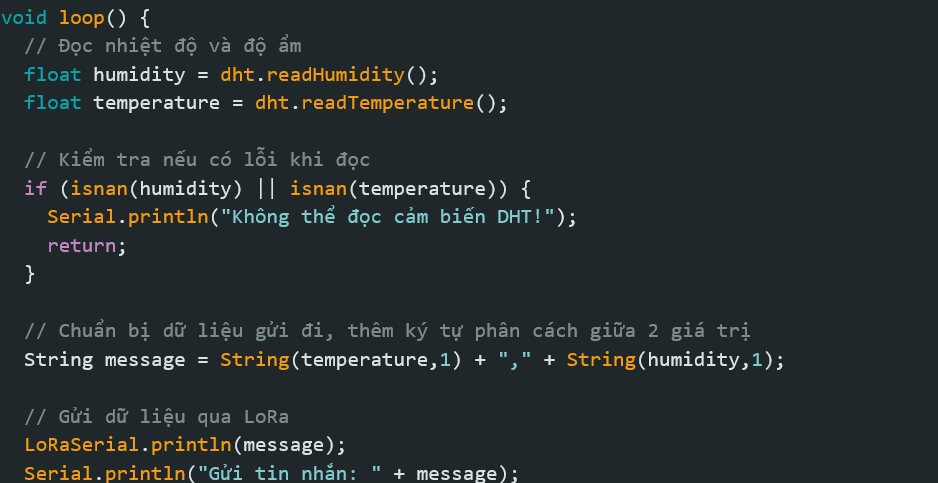 void loop() {
// Đọc nhiệt độ và độ ẩm
float humidity = dht.readHumidity();
float temperature = dht.readTemperature();
// Kiểm tra nếu có lỗi khi đọc
if (isnan(humidity) || isnan(temperature)) {
Serial.println("Không thể đọc cảm biến DHT!");
return;
}
// Chuẩn bị dữ liệu gửi đi, thêm ký tự phân cách giữa 2 giá trị
String message = String(temperature,1) + "," + String(humidity,1);
// Gửi dữ liệu qua LoRa
LoRaSerial.println(message);
Serial.println("Gửi tin nhắn: " + message);